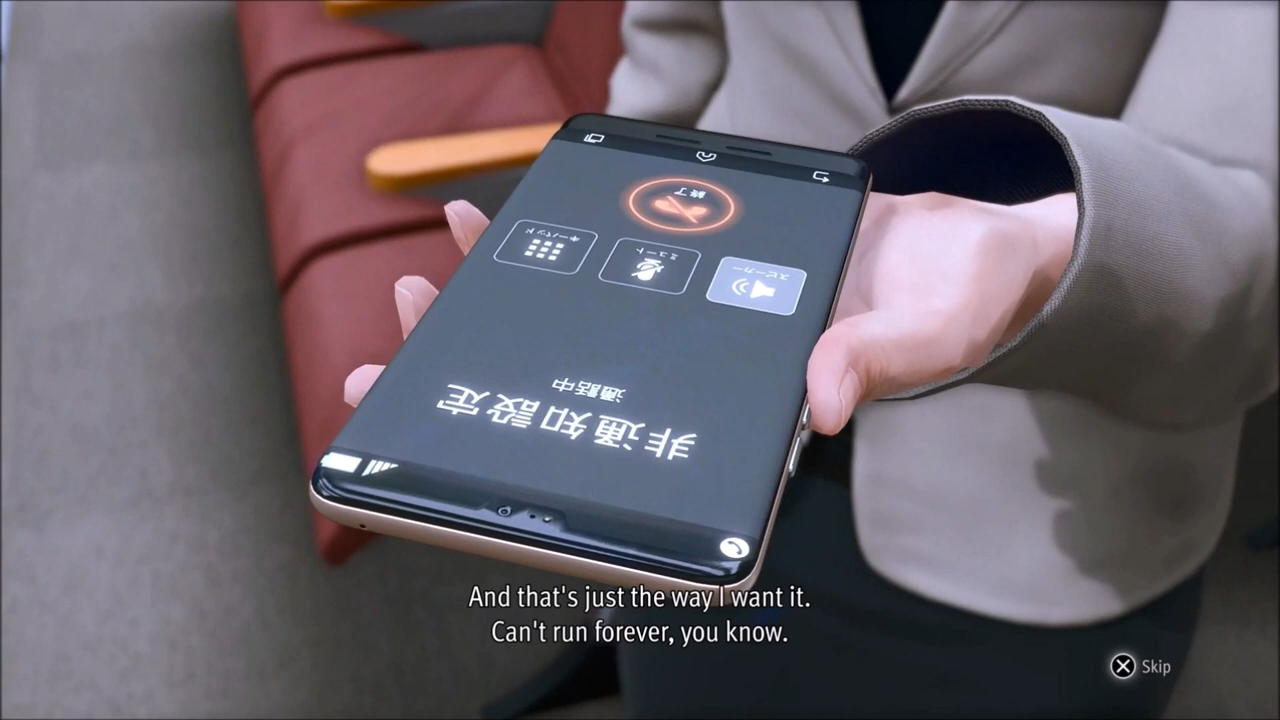 非通知設定
通話中
スピーカー
ミュート
キーパッド
終了
And that's just the way I want it.
Can't run forever, you know.
Skip